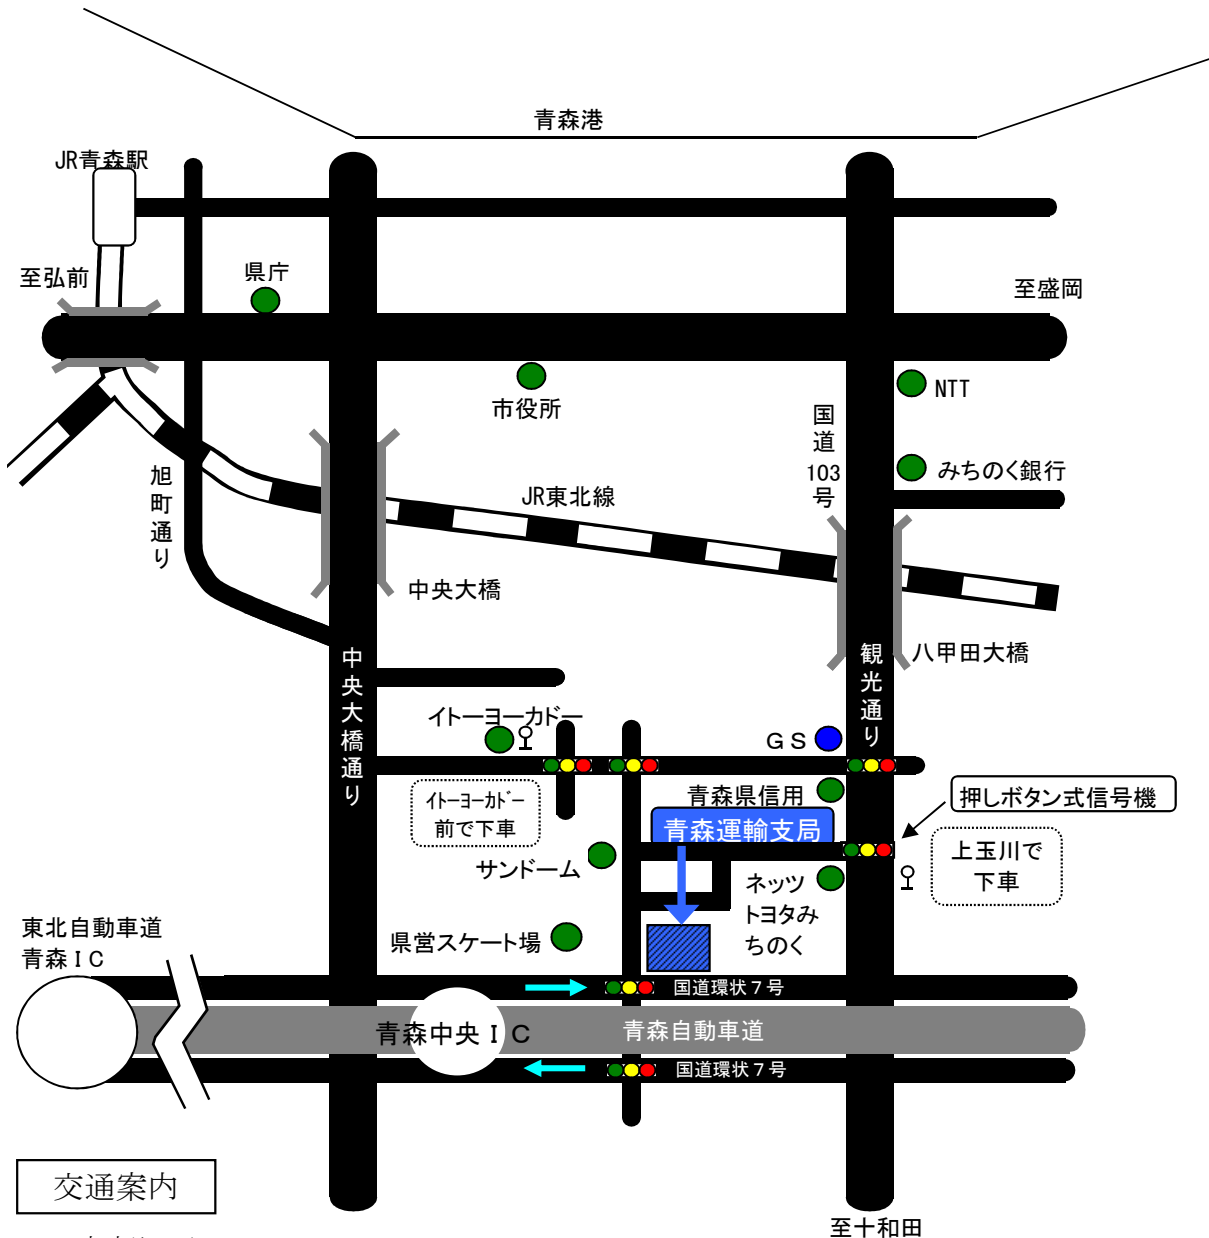 青森港
JR青森駅
至弘前
県庁
至盛岡
市役所
NTT
国道103号
みちのく銀行
旭町通り
JR東北線
中央大橋
八甲田大橋
中央大橋通り
観光通り
イトーヨーカドー
GS
青森県信用
押しボタン式信号機
イトーヨーカドー
前で下車
青森運輸支局
上玉川で
下車
サンドーム
ネッツ
トヨタみ
ちのく
県営スケート場
東北自動車道
青森IC
国道環状7号
青森中央IC
青森自動車道
国道環状7号
交通案内
至十和田